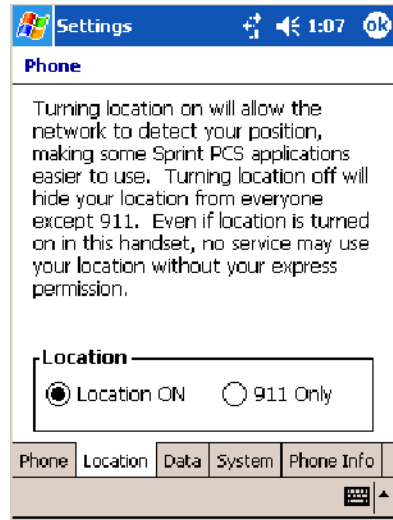 Settings 1:07 ok
Phone
Turning location on will allow the
network to detect your position,
making some Sprint PCS applications
easier to use. Turning location off will
hide your location from everyone
except 911. Even if location is turned
on in this handset, no service may use
your location without your express
permission.
Location
Location ON 911 Only
Phone Location Data System Phone Info